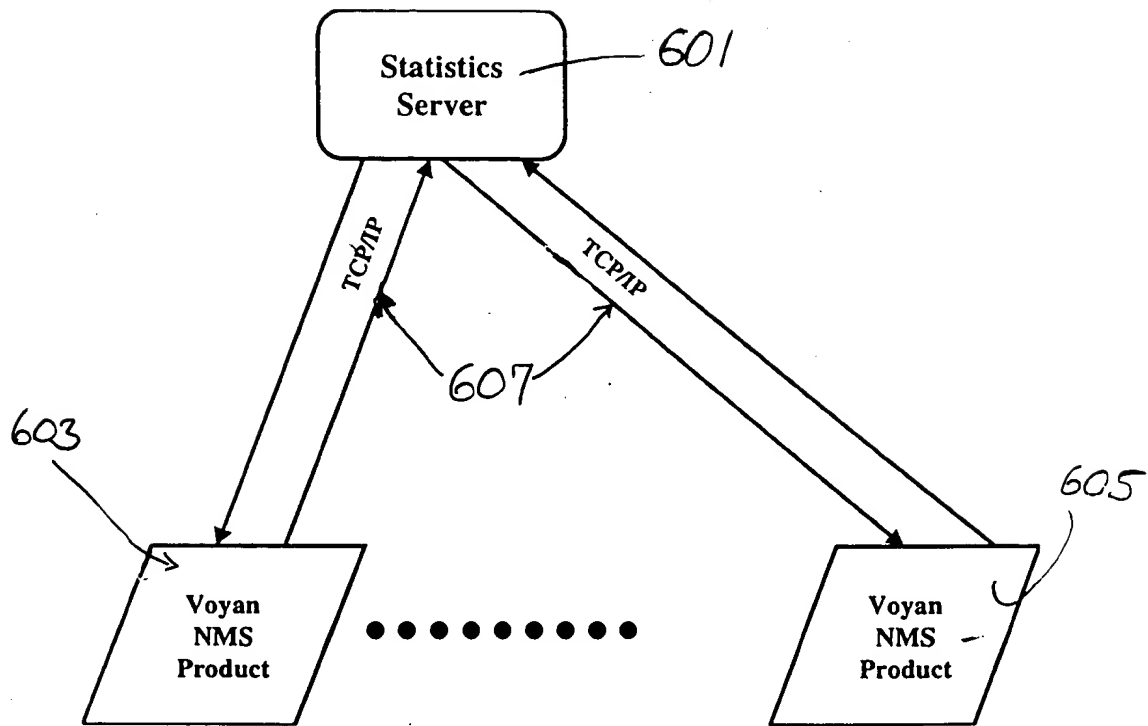 Statistics
Server
601
TCP/IP
TCP/IP
607
603
605
Voyan
NMS
Product
Voyan
NMS
Product